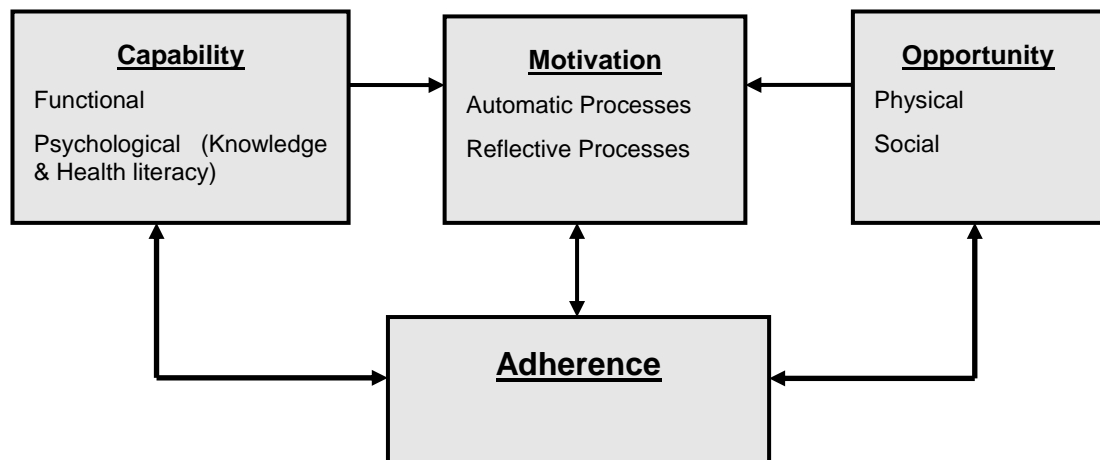 Capability
Functional
Psychological (Knowledge
& Health literacy)
Motivation
Automatic Processes
Reflective Processes
Opportunity
Physical
Social
Adherence